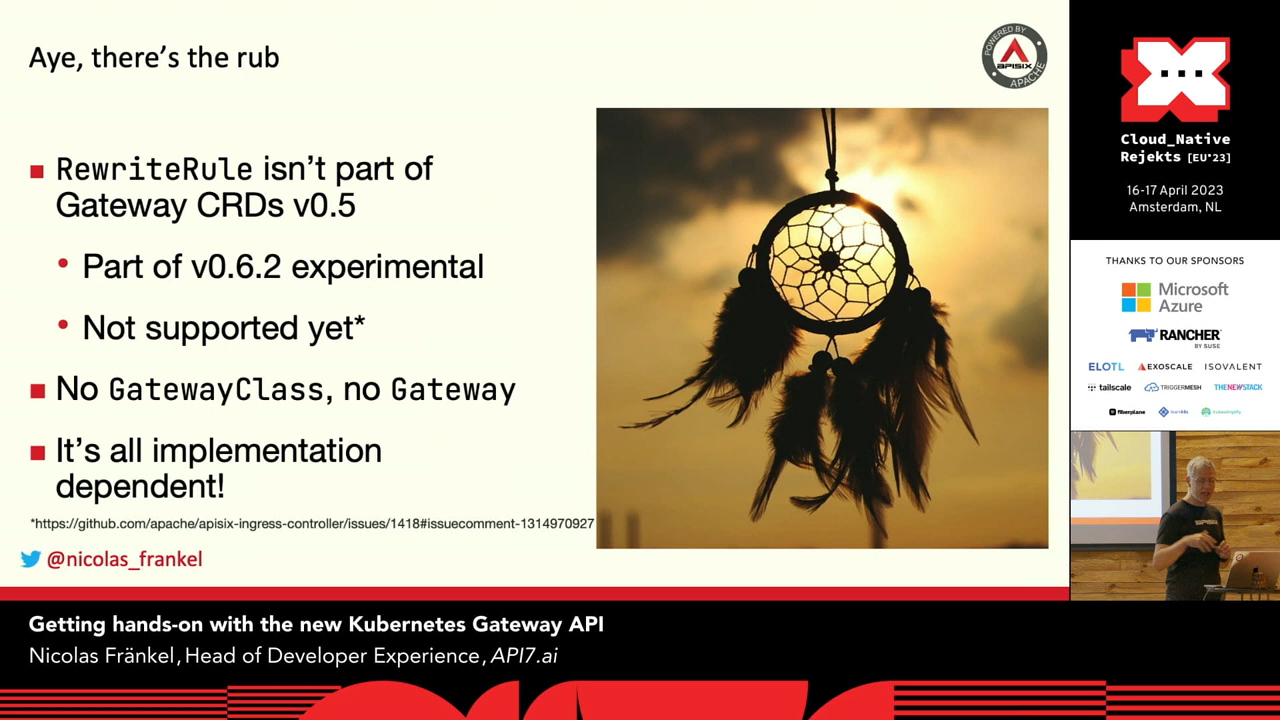 Aye, there's the rub
POWERED BY
APISIX
APACHE
RewriteRule isn't part of
Gateway CRDs v0.5
Part of v0.6.2 experimental
Not supported yet*
No GatewayClass, no Gateway
It's all implementation
dependent!
*https://github.com/apache/apisix-ingress-controller/issues/1418#issuecomment-1314970927
@nicolas_frankel
Cloud_Native
Rejekts [EU*23]
16-17 April 2023
Amsterdam, NL
THANKS TO OUR SPONSORS
Microsoft
Azure
RANCHER
BY SUSE
ELOTL EXOSCALE ISOVALENT
tailscale TRIGGERMESH THENEWSTACK
fiberplane
Getting hands-on with the new Kubernetes Gateway API
Nicolas Fränkel, Head of Developer Experience, API7.ai